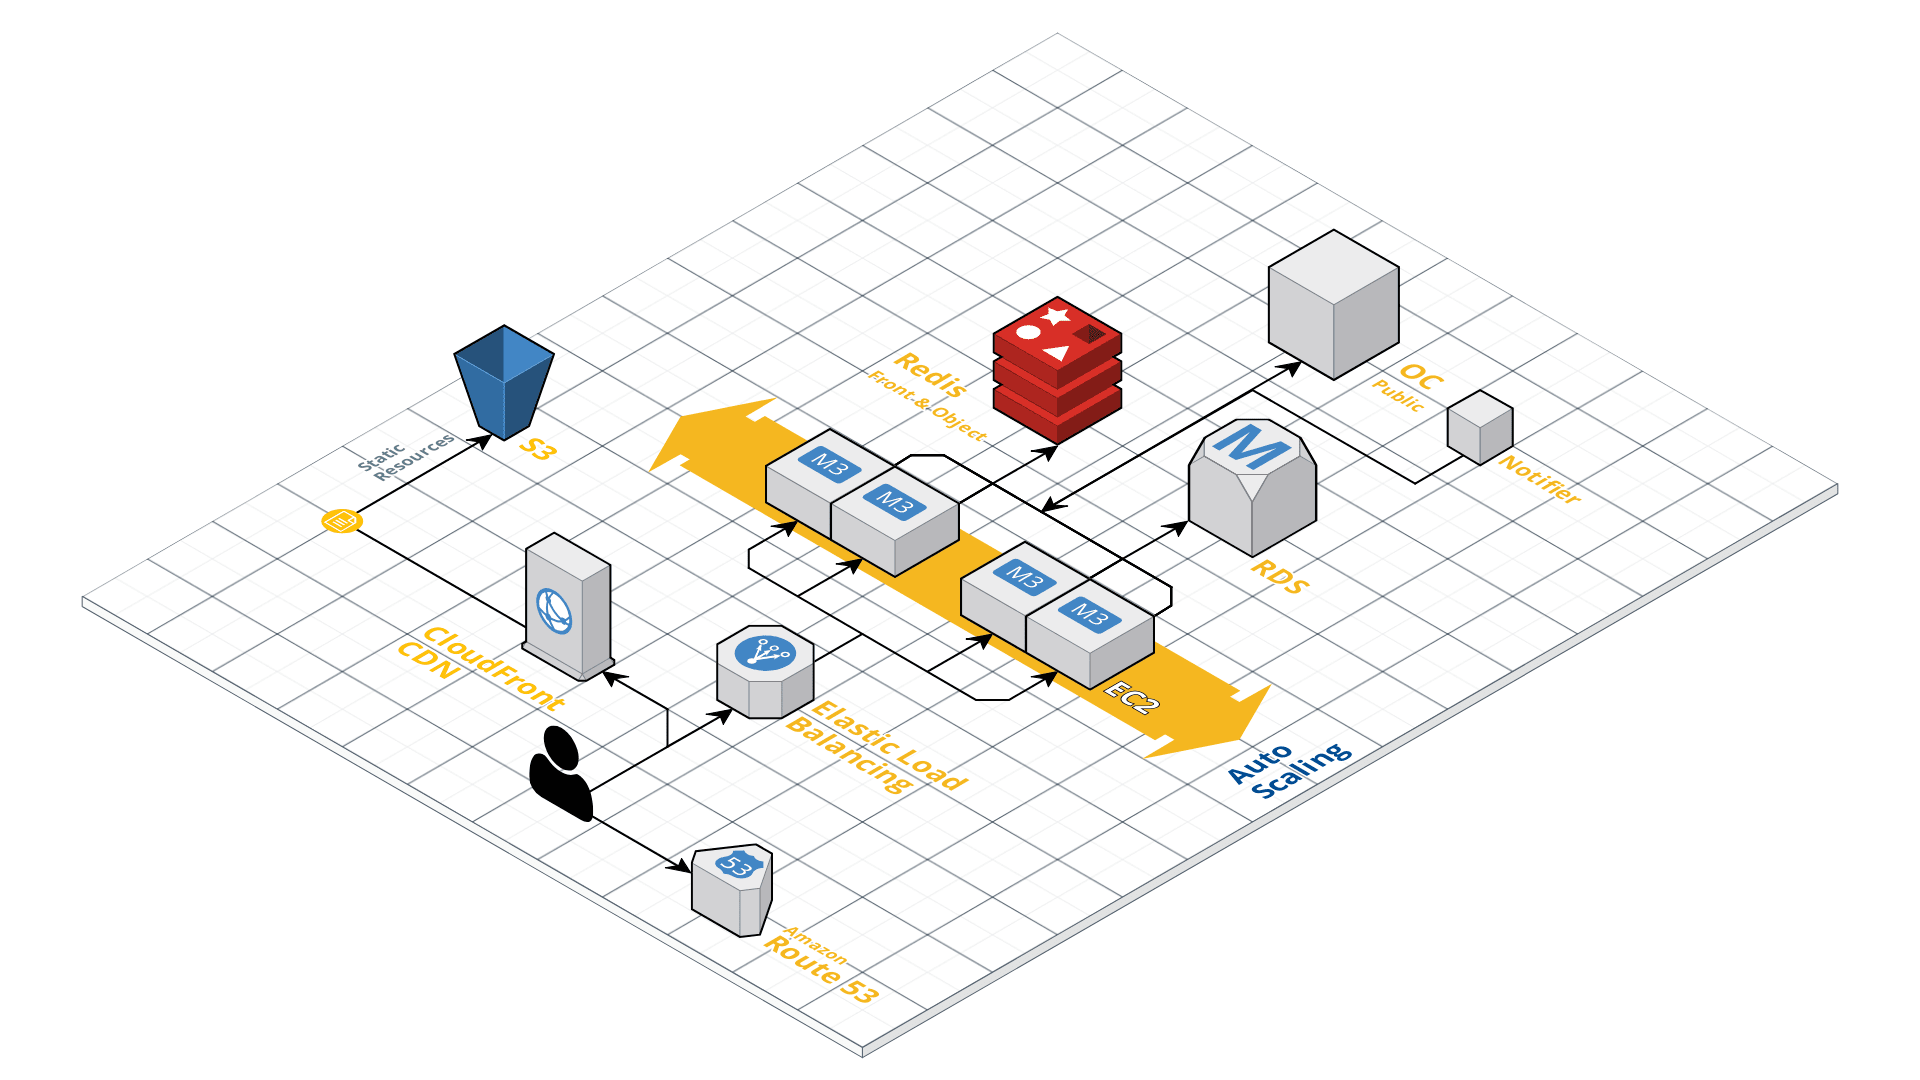 OC
Public
Redis
Front & Object
M
Notifier
Static
Resources
S3
M3
M3
RDS
M3
M3
EC2
CloudFront
CDN
Elastic Load
Balancing
Auto
Scaling
53
Amazon
Route 53